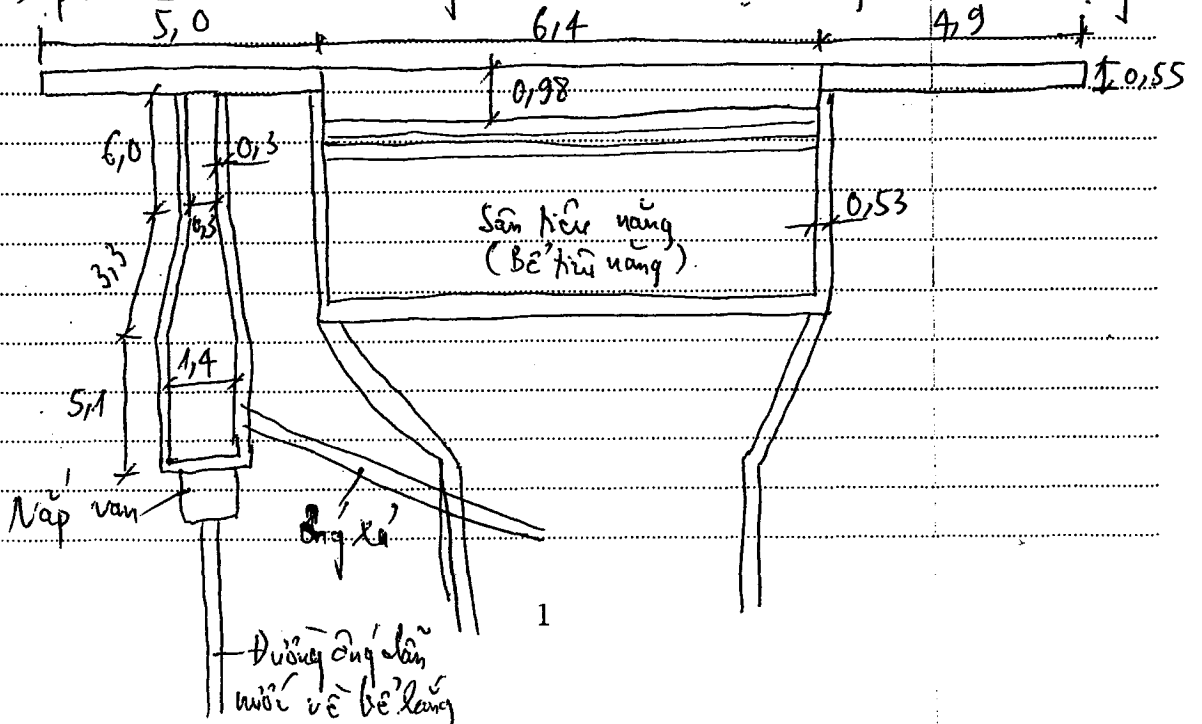 5,0
6,4
4,9
0,98
0,55
6,0
0,3
0,3
0,53
Sân tiêu năng
(Bể tiêu năng)
3,3
1,4
5,1
Nắp van
Ống xả
1
Đường ống dẫn
nước về bể lắng